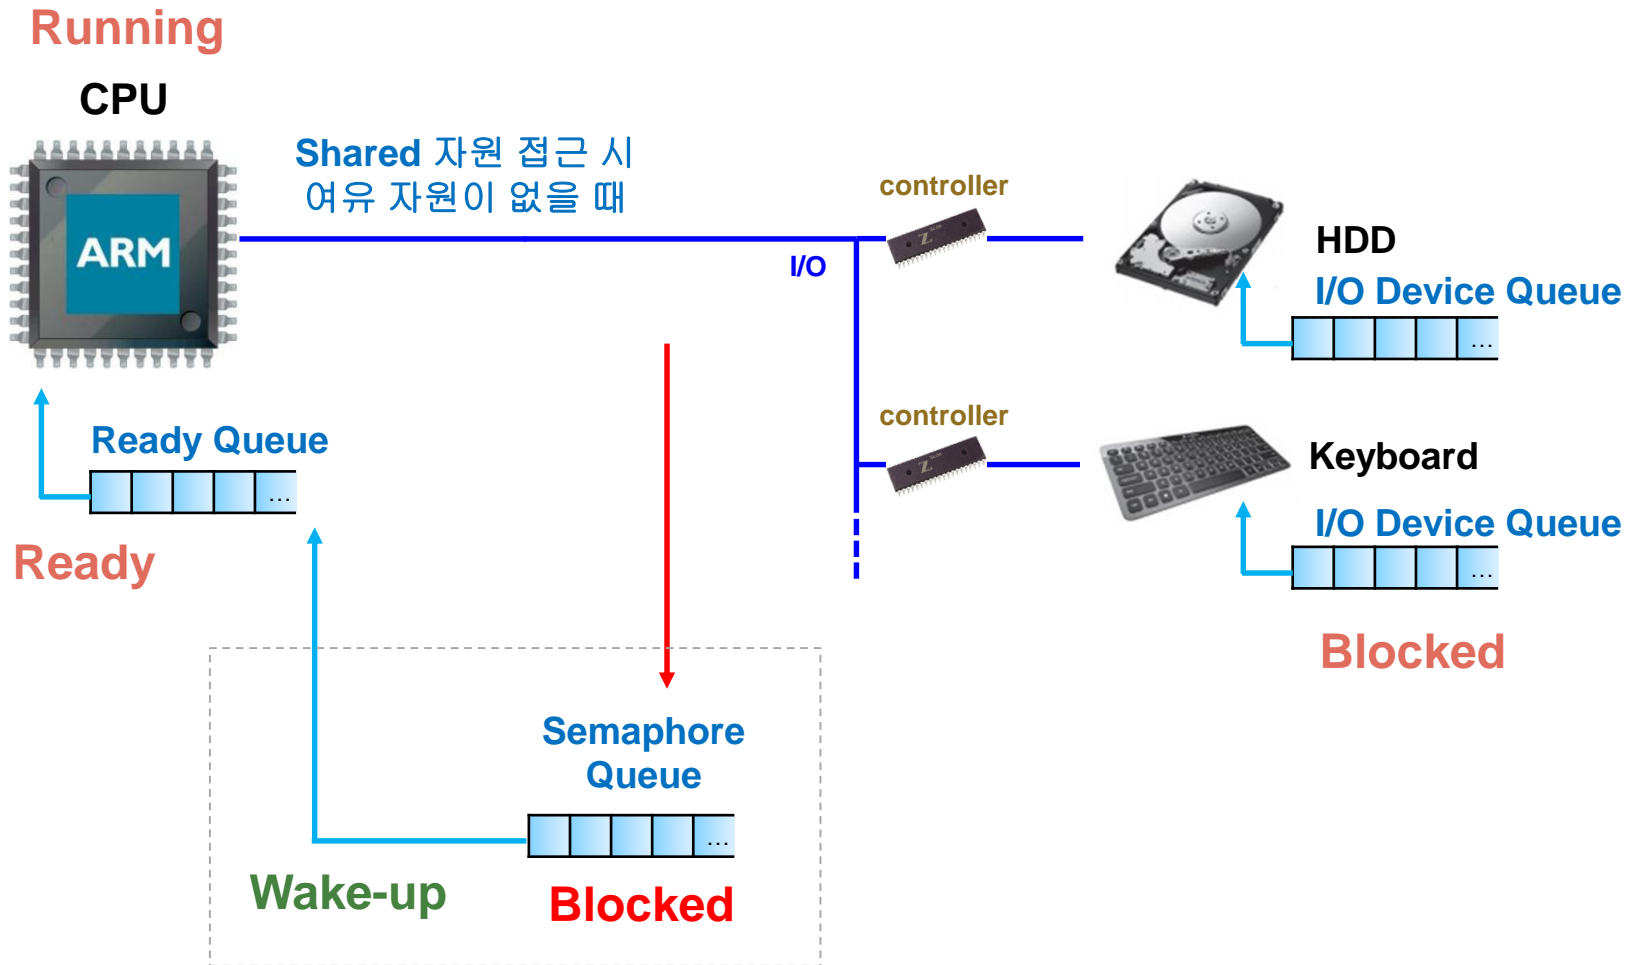 Running
CPU
ARM
Shared 자원 접근 시
여유 자원이 없을 때
I/O
controller
Z
HDD
I/O Device Queue
...
controller
Z
Keyboard
I/O Device Queue
...
Blocked
Ready Queue
...
Ready
Semaphore
Queue
...
Wake-up
Blocked